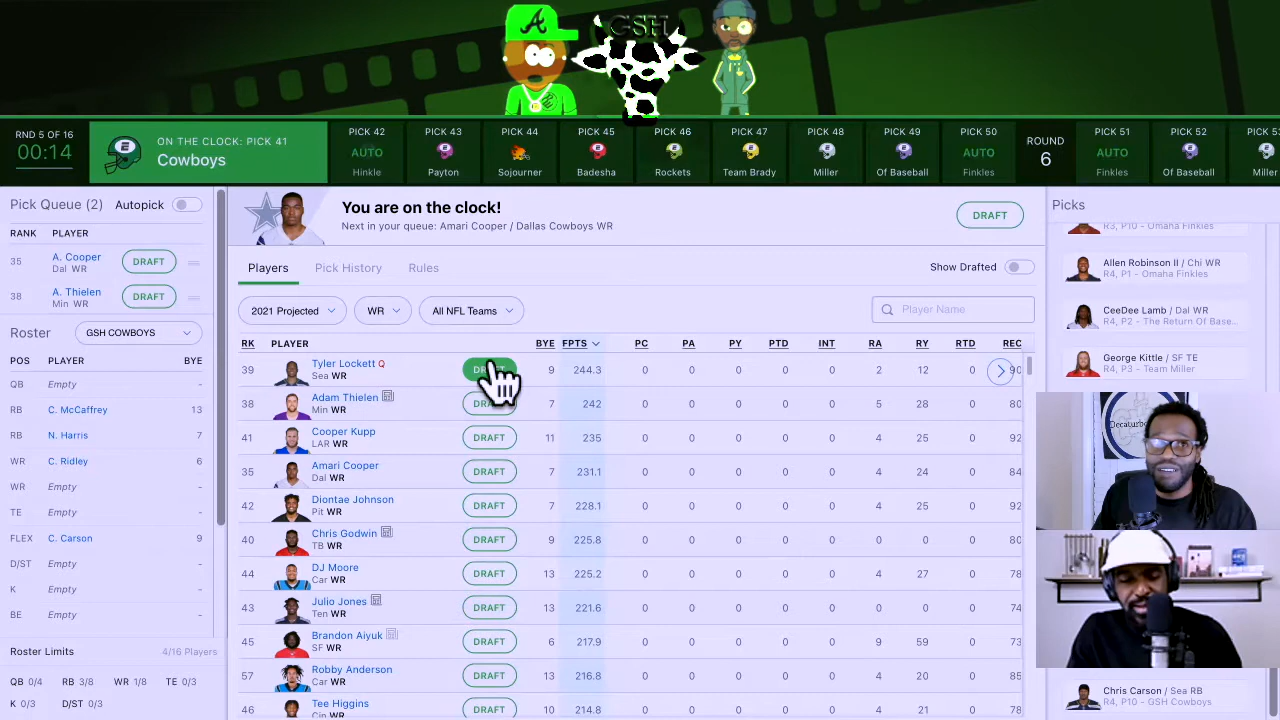 GSH
RND 5 OF 16
00:14
ON THE CLOCK: PICK 41
Cowboys
PICK 42
AUTO
Hinkle
PICK 43
Payton
PICK 44
Sojourner
PICK 45
Badesha
PICK 46
Rockets
PICK 47
Team Brady
PICK 48
Miller
PICK 49
Of Baseball
PICK 50
AUTO
Finkles
ROUND
6
PICK 51
AUTO
Finkles
PICK 52
Of Baseball
PICK 5
Miller
Pick Queue (2)
Autopick
RANK PLAYER
35 A. Cooper DRAFT
Dal WR
38 A. Thielen DRAFT
Min WR
Roster GSH COWBOYS
POS PLAYER BYE
QB Empty -
RB C. McCaffrey 13
RB N. Harris 7
WR C. Ridley 6
WR Empty -
TE Empty -
FLEX C. Carson 9
D/ST Empty -
K Empty -
BE Empty -
Roster Limits 4/16 Players
QB 0/4 RB 3/8 WR 1/8 TE 0/3
K 0/3 D/ST 0/3
You are on the clock!
Next in your queue: Amari Cooper / Dallas Cowboys WR
DRAFT
Players Pick History Rules
Show Drafted
2021 Projected WR All NFL Teams
Player Name
RK PLAYER BYE FPTS PC PA PY PTD INT RA RY RTD REC
39 Tyler Lockett Q 9 244.3 0 0 0 0 0 2 12 0 90
Sea WR
38 Adam Thielen 7 242 0 0 0 0 0 5 28 0 80
Min WR
41 Cooper Kupp DRAFT 11 235 0 0 0 0 0 4 25 0 92
LAR WR
35 Amari Cooper DRAFT 7 231.1 0 0 0 0 0 4 24 0 84
Dal WR
42 Diontae Johnson DRAFT 7 228.1 0 0 0 0 0 4 25 0 92
Pit WR
40 Chris Godwin DRAFT 9 225.8 0 0 0 0 0 0 0 0 78
TB WR
44 DJ Moore DRAFT 13 225.2 0 0 0 0 0 4 27 0 78
Car WR
43 Julio Jones DRAFT 13 221.6 0 0 0 0 0 0 0 0 74
Ten WR
45 Brandon Aiyuk DRAFT 6 217.9 0 0 0 0 0 9 59 0 73
SF WR
57 Robby Anderson DRAFT 13 216.8 0 0 0 0 0 4 20 0 85
Car WR
46 Tee Higgins DRAFT 10 214.8 0 0 0 0 0 4 21 0 78
Cin WR
Picks
R3, P10 - Omaha Finkles
Allen Robinson II / Chi WR
R4, P1 - Omaha Finkles
CeeDee Lamb / Dal WR
R4, P2 - The Return Of Base...
George Kittle / SF TE
R4, P3 - Team Miller
Chris Carson / Sea RB
R4, P10 - GSH Cowboys